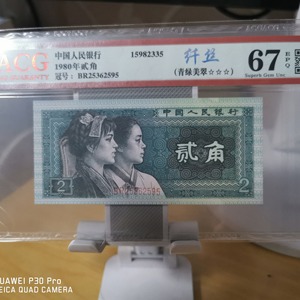 ACG
WARRANTY
中国人民银行
1980年贰角
冠号：BR25362595
15982335
纤丝
(青绿美翠☆☆☆)
67 EPQ
Superb Gem Unc
中国人民银行
贰角
BR25362595
2
2
HUAWEI P30 Pro
LEICA QUAD CAMERA